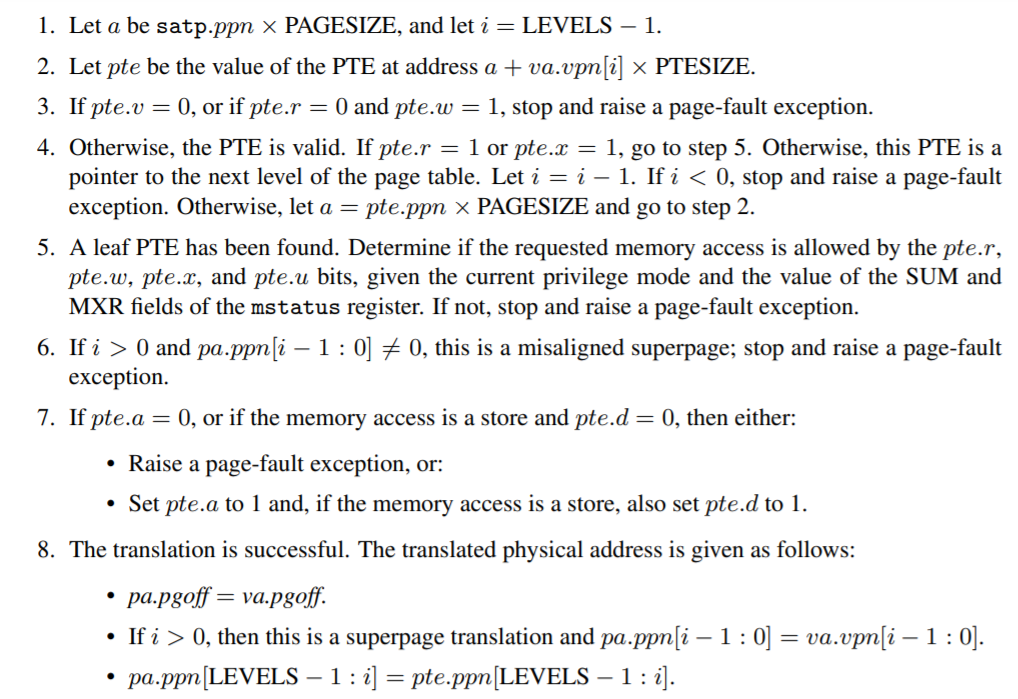 1. Let a be satp.ppn × PAGESIZE, and let i = LEVELS − 1.
2. Let pte be the value of the PTE at address a + va.vpn[i] × PTESIZE.
3. If pte.v = 0, or if pte.r = 0 and pte.w = 1, stop and raise a page-fault exception.
4. Otherwise, the PTE is valid. If pte.r = 1 or pte.x = 1, go to step 5. Otherwise, this PTE is a
pointer to the next level of the page table. Let i = i − 1. If i < 0, stop and raise a page-fault
exception. Otherwise, let a = pte.ppn × PAGESIZE and go to step 2.
5. A leaf PTE has been found. Determine if the requested memory access is allowed by the pte.r,
pte.w, pte.x, and pte.u bits, given the current privilege mode and the value of the SUM and
MXR fields of the mstatus register. If not, stop and raise a page-fault exception.
6. If i > 0 and pa.ppn[i − 1 : 0] ≠ 0, this is a misaligned superpage; stop and raise a page-fault
exception.
7. If pte.a = 0, or if the memory access is a store and pte.d = 0, then either:
• Raise a page-fault exception, or:
• Set pte.a to 1 and, if the memory access is a store, also set pte.d to 1.
8. The translation is successful. The translated physical address is given as follows:
• pa.pgoff = va.pgoff.
• If i > 0, then this is a superpage translation and pa.ppn[i − 1 : 0] = va.vpn[i − 1 : 0].
• pa.ppn[LEVELS − 1 : i] = pte.ppn[LEVELS − 1 : i].